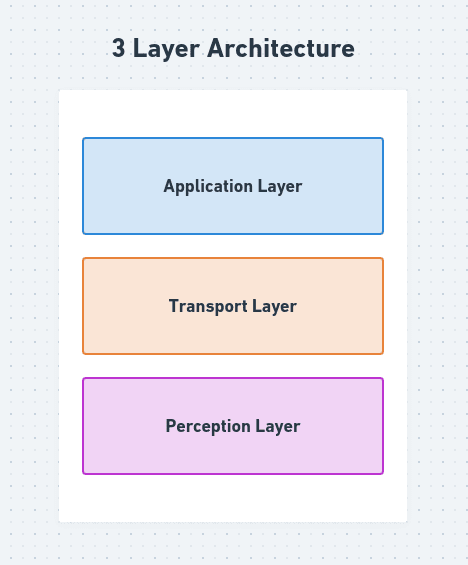 3 Layer Architecture
Application Layer
Transport Layer
Perception Layer